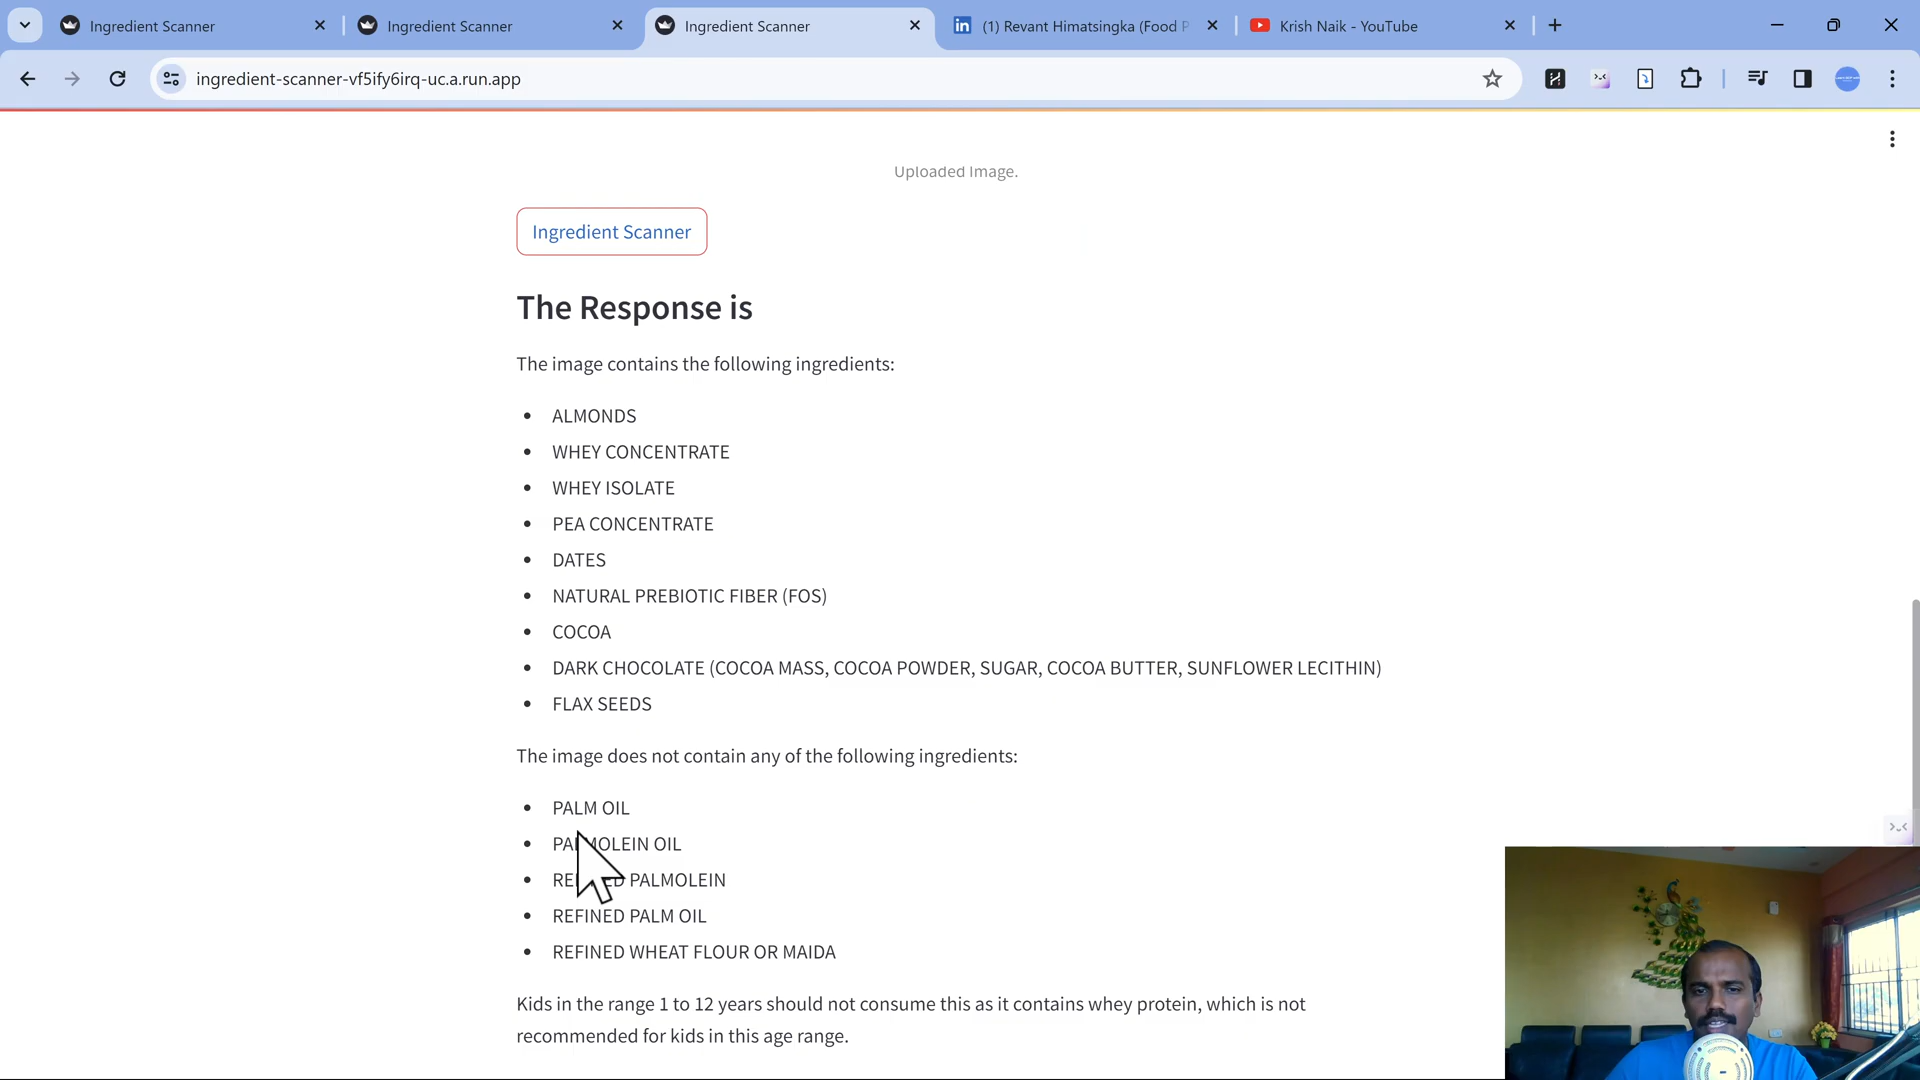 Ingredient Scanner
Ingredient Scanner
Ingredient Scanner
(1) Revant Himatsingka (Food P
Krish Naik - YouTube
ingredient-scanner-vf5ify6irq-uc.a.run.app
Uploaded Image.
Ingredient Scanner
The Response is
The image contains the following ingredients:
• ALMONDS
• WHEY CONCENTRATE
• WHEY ISOLATE
• PEA CONCENTRATE
• DATES
• NATURAL PREBIOTIC FIBER (FOS)
• COCOA
• DARK CHOCOLATE (COCOA MASS, COCOA POWDER, SUGAR, COCOA BUTTER, SUNFLOWER LECITHIN)
• FLAX SEEDS
The image does not contain any of the following ingredients:
• PALM OIL
• PALMOLEIN OIL
• REFINED PALMOLEIN
• REFINED PALM OIL
• REFINED WHEAT FLOUR OR MAIDA
Kids in the range 1 to 12 years should not consume this as it contains whey protein, which is not
recommended for kids in this age range.